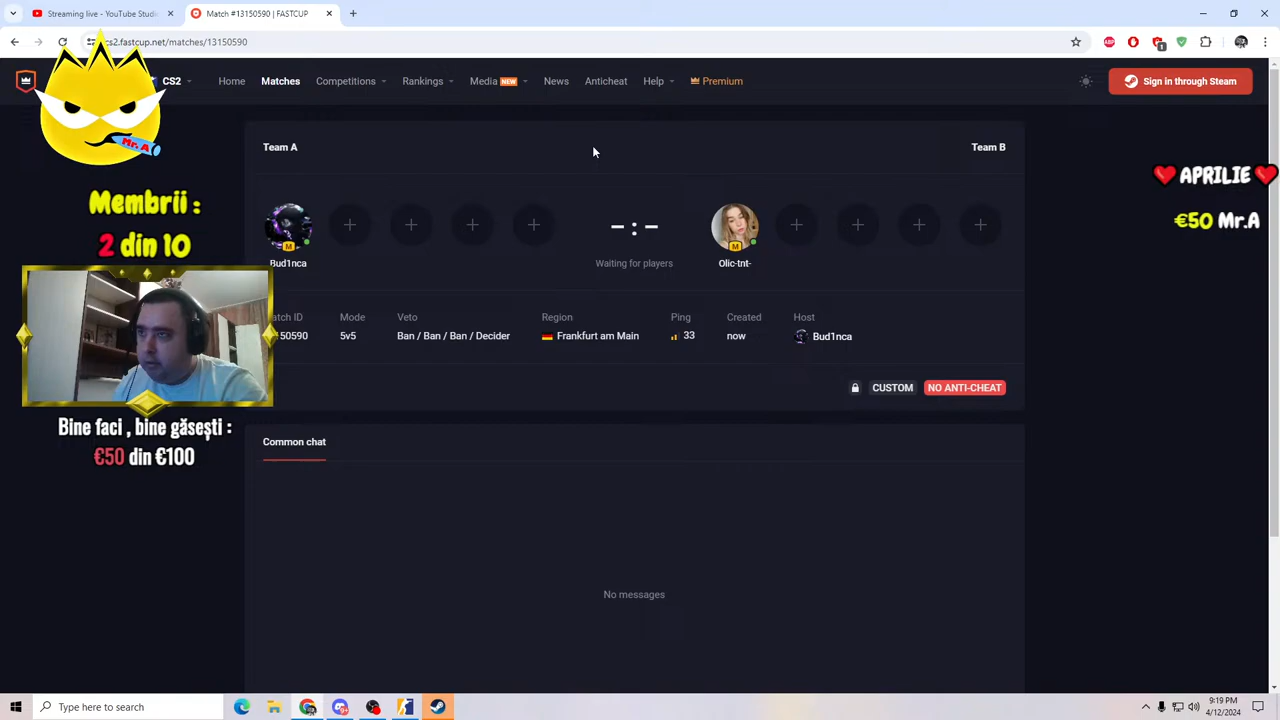 Streaming live - YouTube Studi
Match #13150590 | FASTCUP
cs2.fastcup.net/matches/13150590
1
CS2
Home
Matches
Competitions
Rankings
Media NEW
News
Anticheat
Help
Premium
Sign in through Steam
Mr.A
Team A
Team B
Membrii :
2 din 10
APRILIE
€50 Mr.A
M
M
Bud1nca
– : –
Waiting for players
Olic-tnt-
Mode
Veto
Region
Ping
Created
Host
5v5
Ban / Ban / Ban / Decider
Frankfurt am Main
33
now
Bud1nca
CUSTOM
NO ANTI-CHEAT
Bine faci , bine găsești :
€50 din €100
Common chat
No messages
Type here to search
9:19 PM
4/12/2024